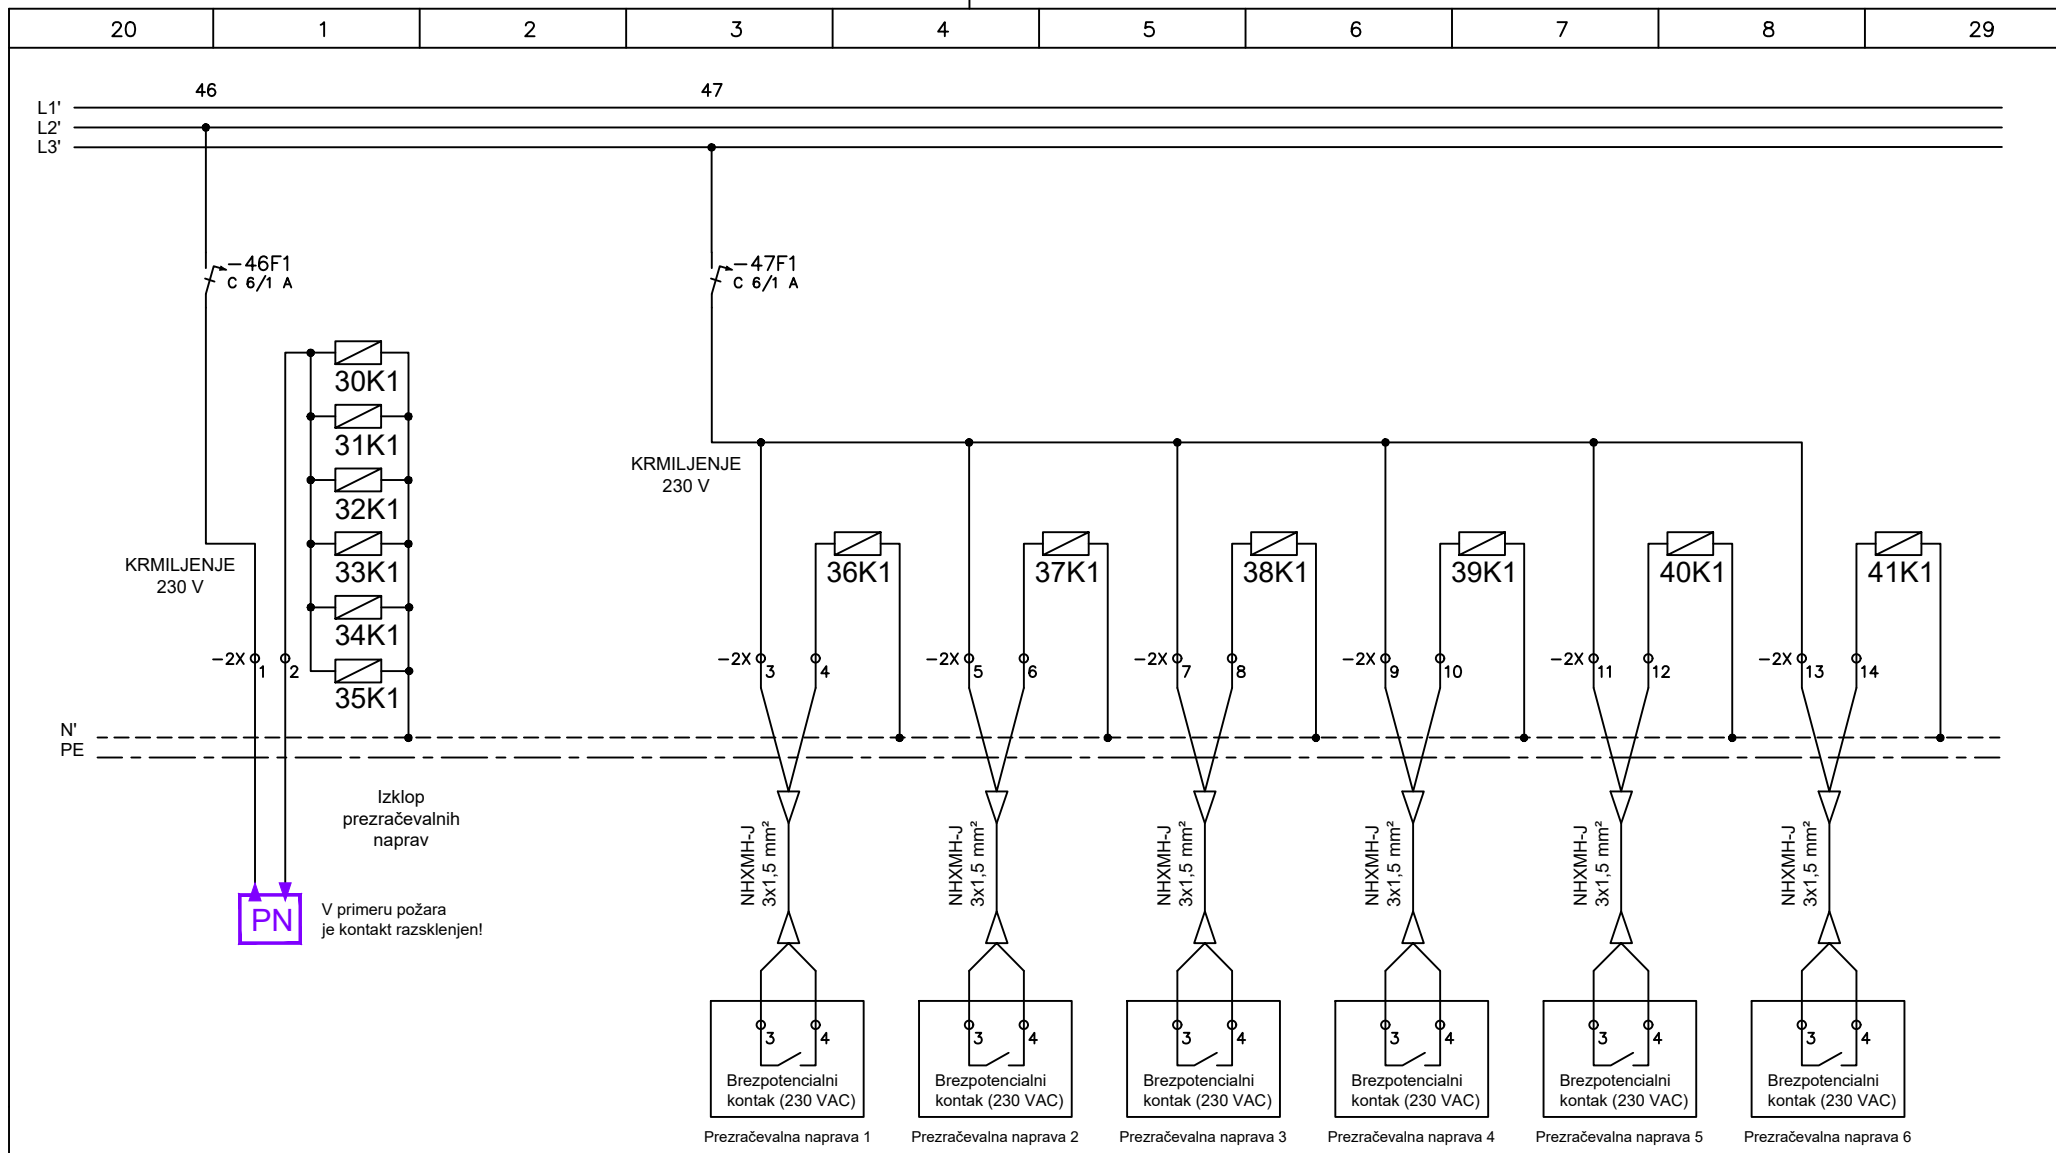 20 1 2 3 4 5 6 7 8 29
46 47
L1'
L2'
L3'
-46F1 -47F1
C 6/1 A C 6/1 A
30K1
31K1
KRMILJENJE
230 V
32K1
33K1
KRMILJENJE
230 V
36K1 37K1 38K1 39K1 40K1 41K1
34K1
-2X 1 2 -2X 3 4 -2X 5 6 -2X 7 8 -2X 9 10 -2X 11 12 -2X 13 14
35K1
N'
PE
Izklop
prezračevalnih
naprav
NHXMH-J
3x1,5 mm²
NHXMH-J
3x1,5 mm²
NHXMH-J
3x1,5 mm²
NHXMH-J
3x1,5 mm²
NHXMH-J
3x1,5 mm²
NHXMH-J
3x1,5 mm²
PN
V primeru požara
je kontakt razsklenjen!
3 4 3 4 3 4 3 4 3 4 3 4
Brezpotencialni
kontak (230 VAC)
Brezpotencialni
kontak (230 VAC)
Brezpotencialni
kontak (230 VAC)
Brezpotencialni
kontak (230 VAC)
Brezpotencialni
kontak (230 VAC)
Brezpotencialni
kontak (230 VAC)
Prezračevalna naprava 1 Prezračevalna naprava 2 Prezračevalna naprava 3 Prezračevalna naprava 4 Prezračevalna naprava 5 Prezračevalna naprava 6